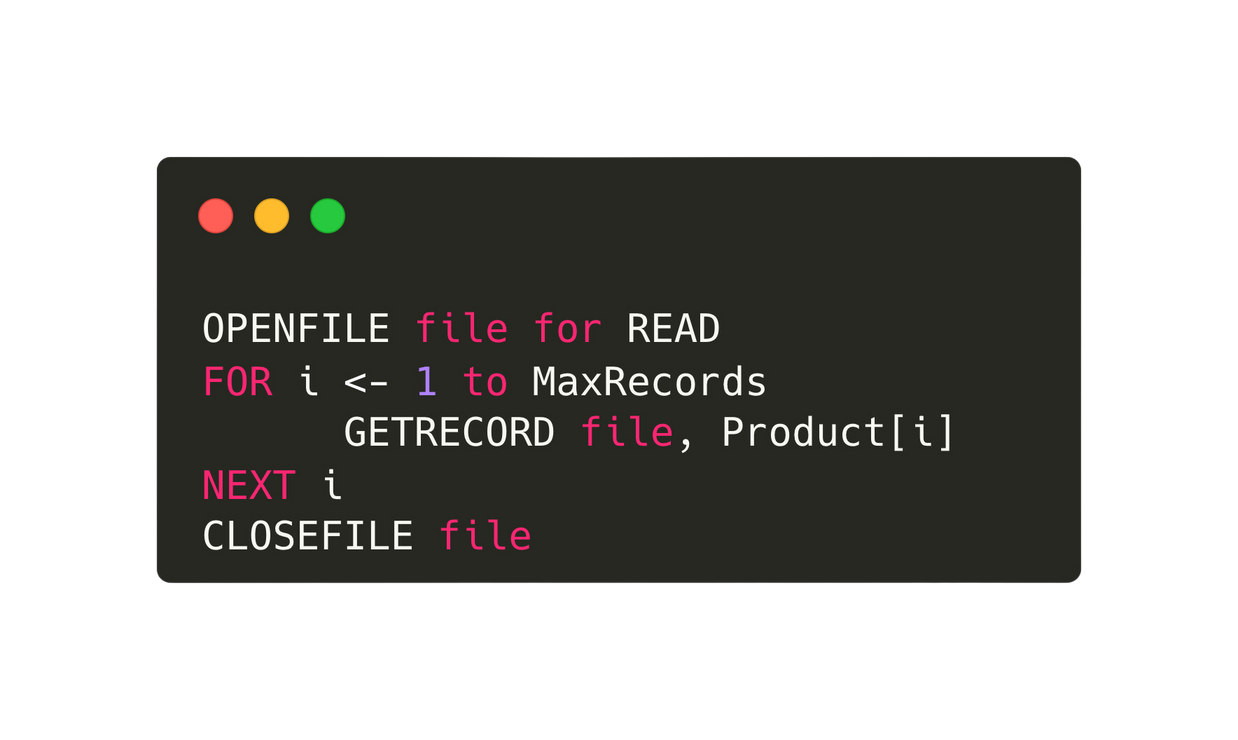 OPENFILE file for READ
FOR i <- 1 to MaxRecords
      GETRECORD file, Product[i]
NEXT i
CLOSEFILE file